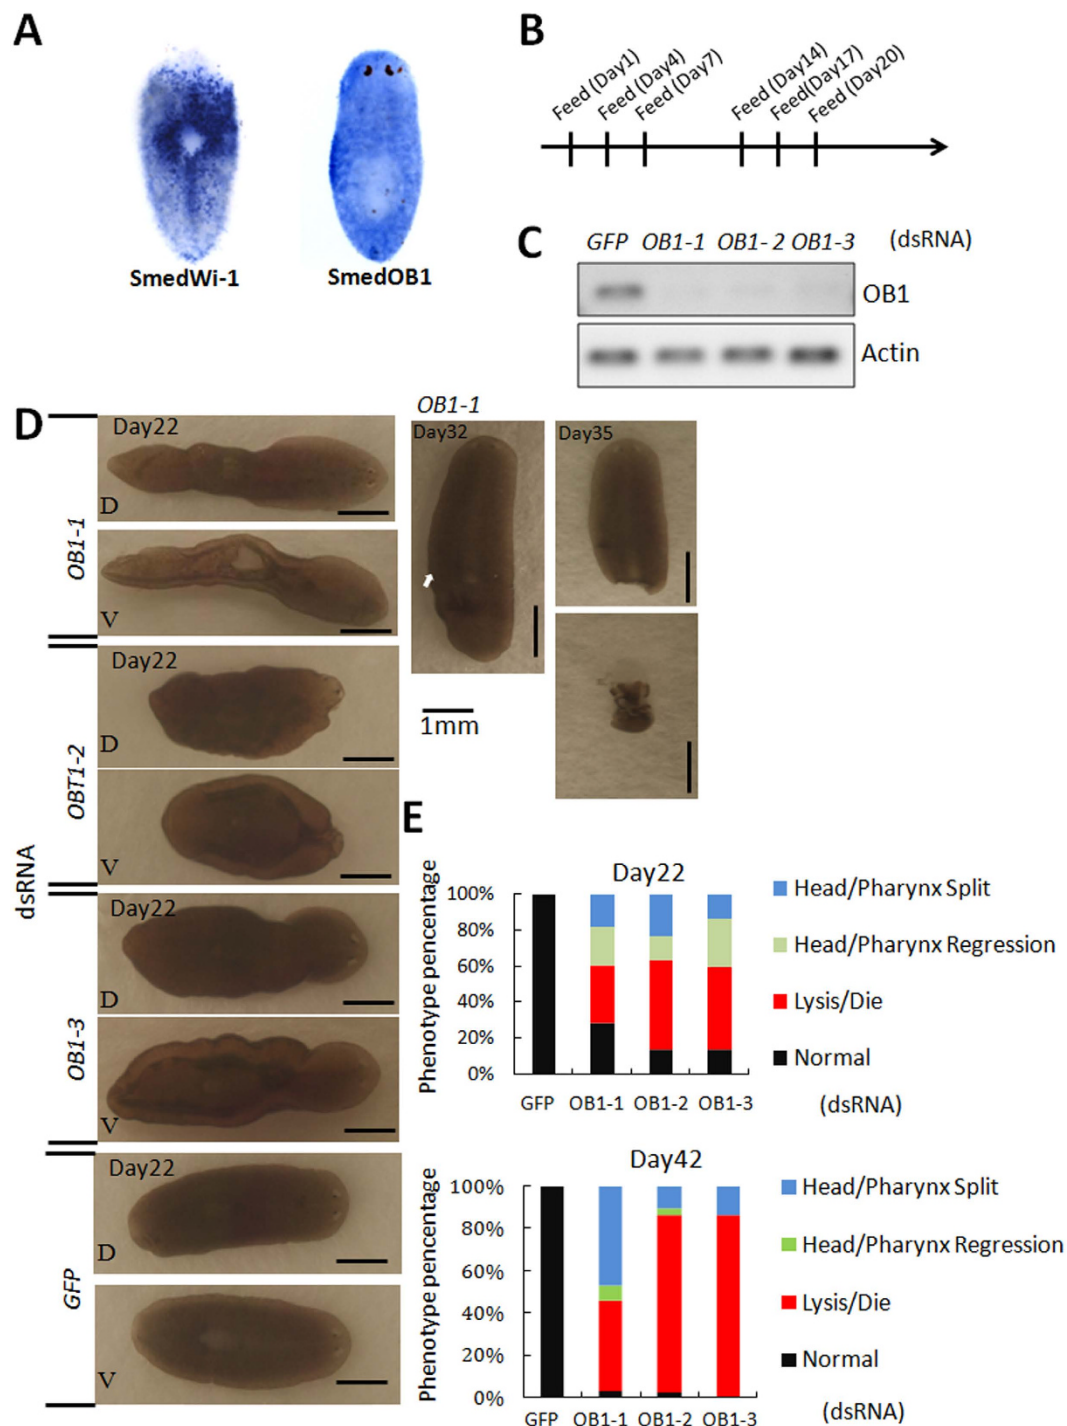 A
SmedWi-1
SmedOB1
B
Feed (Day1)
Feed (Day4)
Feed (Day7)
Feed (Day14)
Feed(Day17)
Feed (Day20)
C
GFP OB1-1 OB1-2 OB1-3 (dsRNA)
OB1
Actin
D
dsRNA
OB1-1
Day22
D
V
OBT1-2
Day22
D
V
OB1-3
Day22
D
V
GFP
Day22
D
V
OB1-1
Day32
Day35
1mm
E
Day22
Phenotype pencentage
100%
80%
60%
40%
20%
0%
GFP OB1-1 OB1-2 OB1-3 (dsRNA)
Head/Pharynx Split
Head/Pharynx Regression
Lysis/Die
Normal
Day42
Phenotype pencentage
100%
80%
60%
40%
20%
0%
GFP OB1-1 OB1-2 OB1-3 (dsRNA)
Head/Pharynx Split
Head/Pharynx Regression
Lysis/Die
Normal